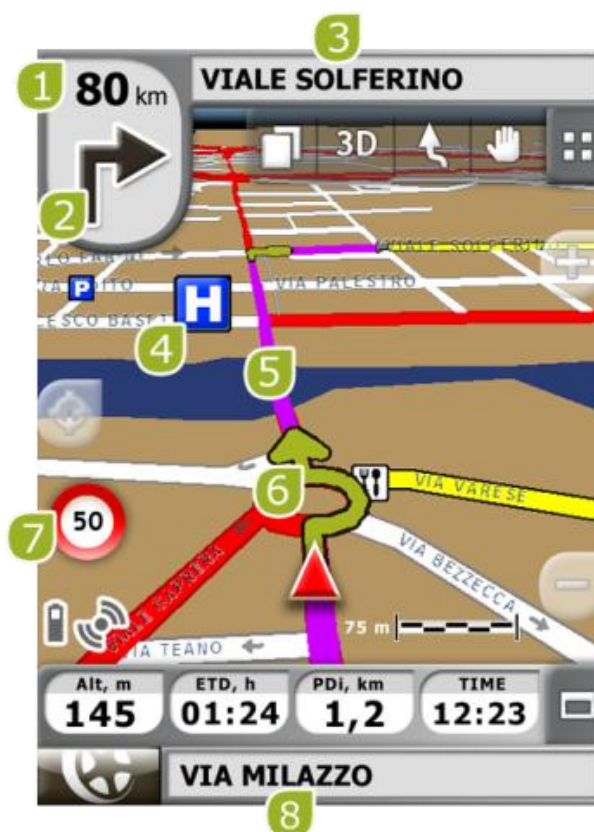 3
1
80 km
VIALE SOLFERINO
3D
2
VIALE SOLFERINO
P
H
VIA PALESTRO
4
5
6
VIA VARESE
7
50
VIALE
VIA BEZZECCA
75 m
VIA TEANO
Alt, m
ETD, h
PDi, km
TIME
145
01:24
1,2
12:23
VIA MILAZZO
8